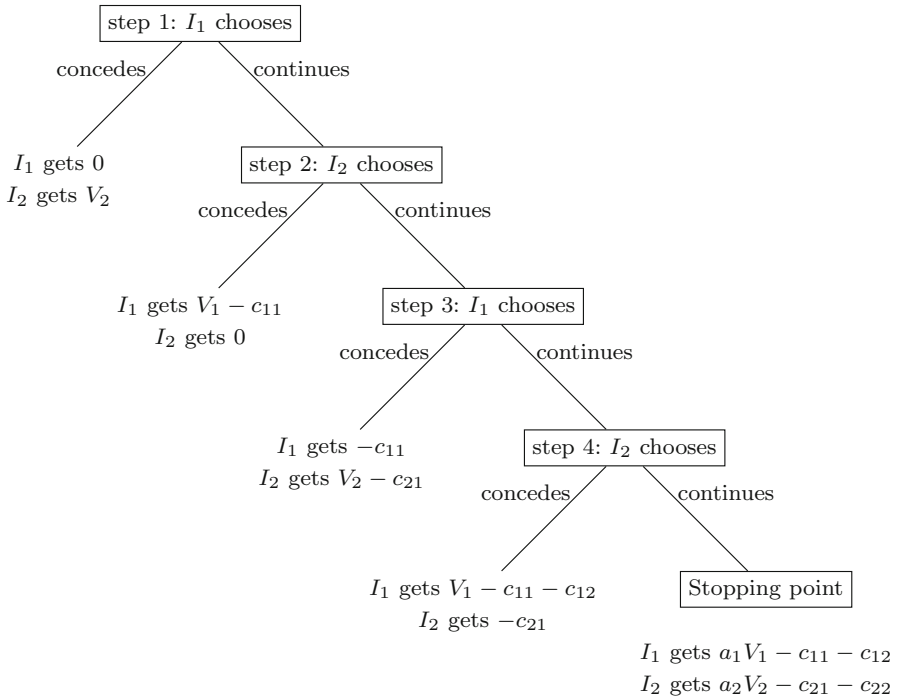 step 1: I₁ chooses
concedes
continues
I₁ gets 0
I₂ gets V₂
step 2: I₂ chooses
concedes
continues
I₁ gets V₁ − c₁₁
I₂ gets 0
step 3: I₁ chooses
concedes
continues
I₁ gets −c₁₁
I₂ gets V₂ − c₂₁
step 4: I₂ chooses
concedes
continues
I₁ gets V₁ − c₁₁ − c₁₂
I₂ gets −c₂₁
Stopping point
I₁ gets a₁V₁ − c₁₁ − c₁₂
I₂ gets a₂V₂ − c₂₁ − c₂₂